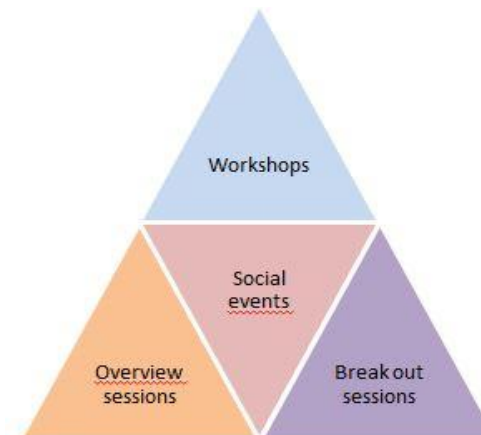 Workshops
Social
events
Overview
sessions
Break out
sessions